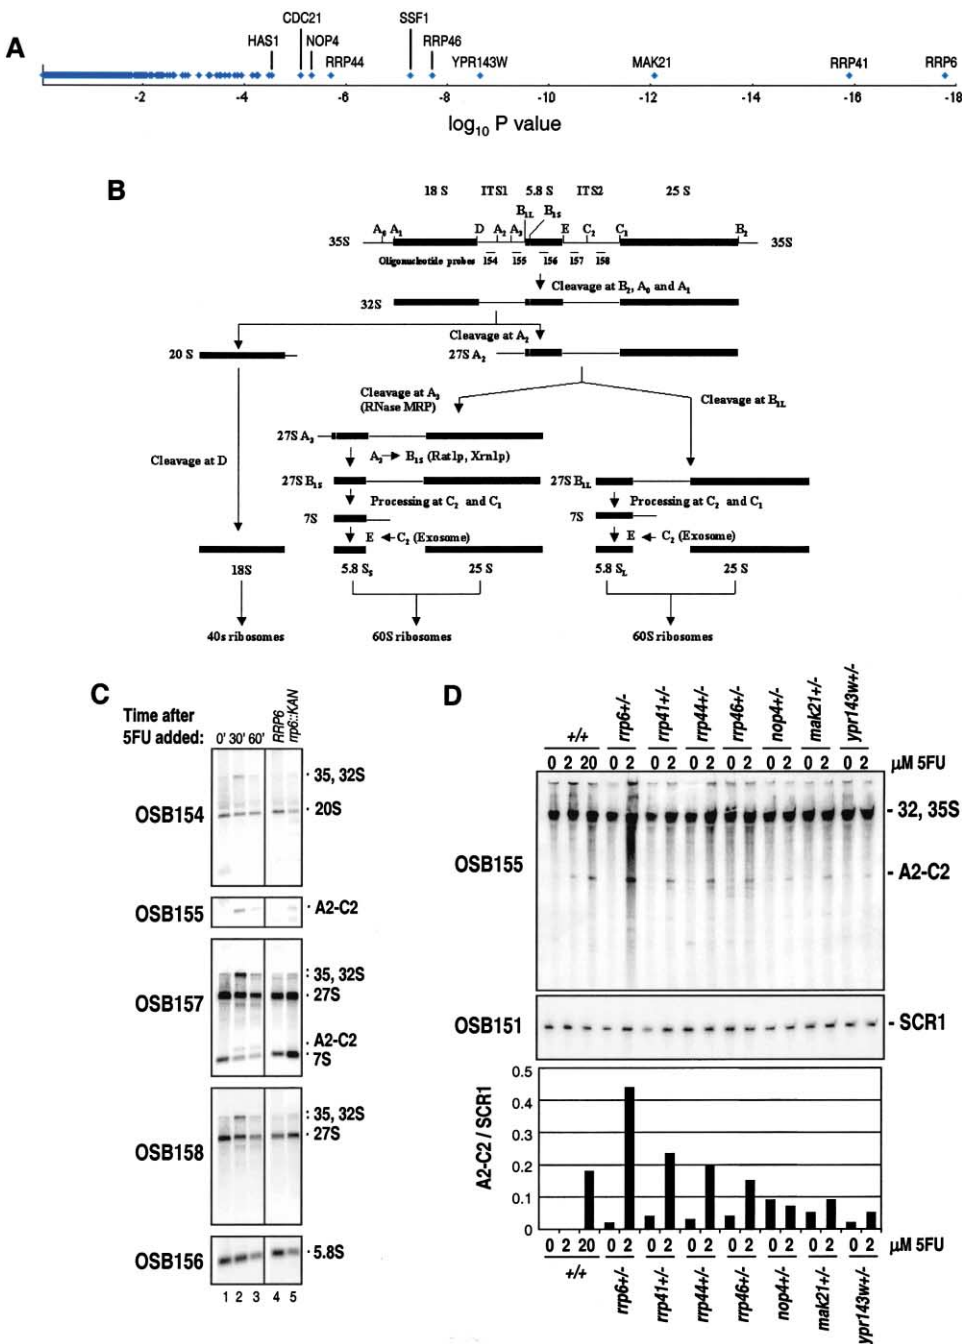 A
HAS1
CDC21
NOP4
RRP44
SSF1
RRP46
YPR143W
MAK21
RRP41
RRP6
-2 -4 -6 -8 -10 -12 -14 -16 -18
log10 P value
B
18 S ITS1 5.8 S ITS2 25 S
B1L B1S
35S A0 A1 D A2 A3 E C2 C1 B2 35S
Oligonucleotide probes 154 155 156 157 158
Cleavage at B2, A0 and A1
32S
Cleavage at A2
20 S
27S A2
Cleavage at A3
(RNase MRP)
Cleavage at B1L
27S A3
Cleavage at D
B1S (Rat1p, Xrn1p)
27S B1S
27S B1L
Processing at C2 and C1
Processing at C2 and C1
7S
7S
E C2 (Exosome)
E C2 (Exosome)
18S
5.8 SS
25 S
5.8 SL
25 S
40s ribosomes
60S ribosomes
60S ribosomes
C
Time after
5FU added:
0' 30' 60'
RRP6
rrp6::KAN
OSB154
35, 32S
20S
OSB155
A2-C2
OSB157
35, 32S
27S
A2-C2
7S
OSB158
35, 32S
27S
OSB156
5.8S
1 2 3 4 5
D
+/+
rrp6+/-
rrp41+/-
rrp44+/-
rrp46+/-
nop4+/-
mak21+/-
ypr143w+/-
0 2 20 0 2 0 2 0 2 0 2 0 2 0 2 0 2 µM 5FU
OSB155
- 32, 35S
- A2-C2
OSB151
- SCR1
A2-C2 / SCR1
0.5
0.4
0.3
0.2
0.1
0
0 2 20 0 2 0 2 0 2 0 2 0 2 0 2 0 2 µM 5FU
+/+
rrp6+/-
rrp41+/-
rrp44+/-
rrp46+/-
nop4+/-
mak21+/-
ypr143w+/-